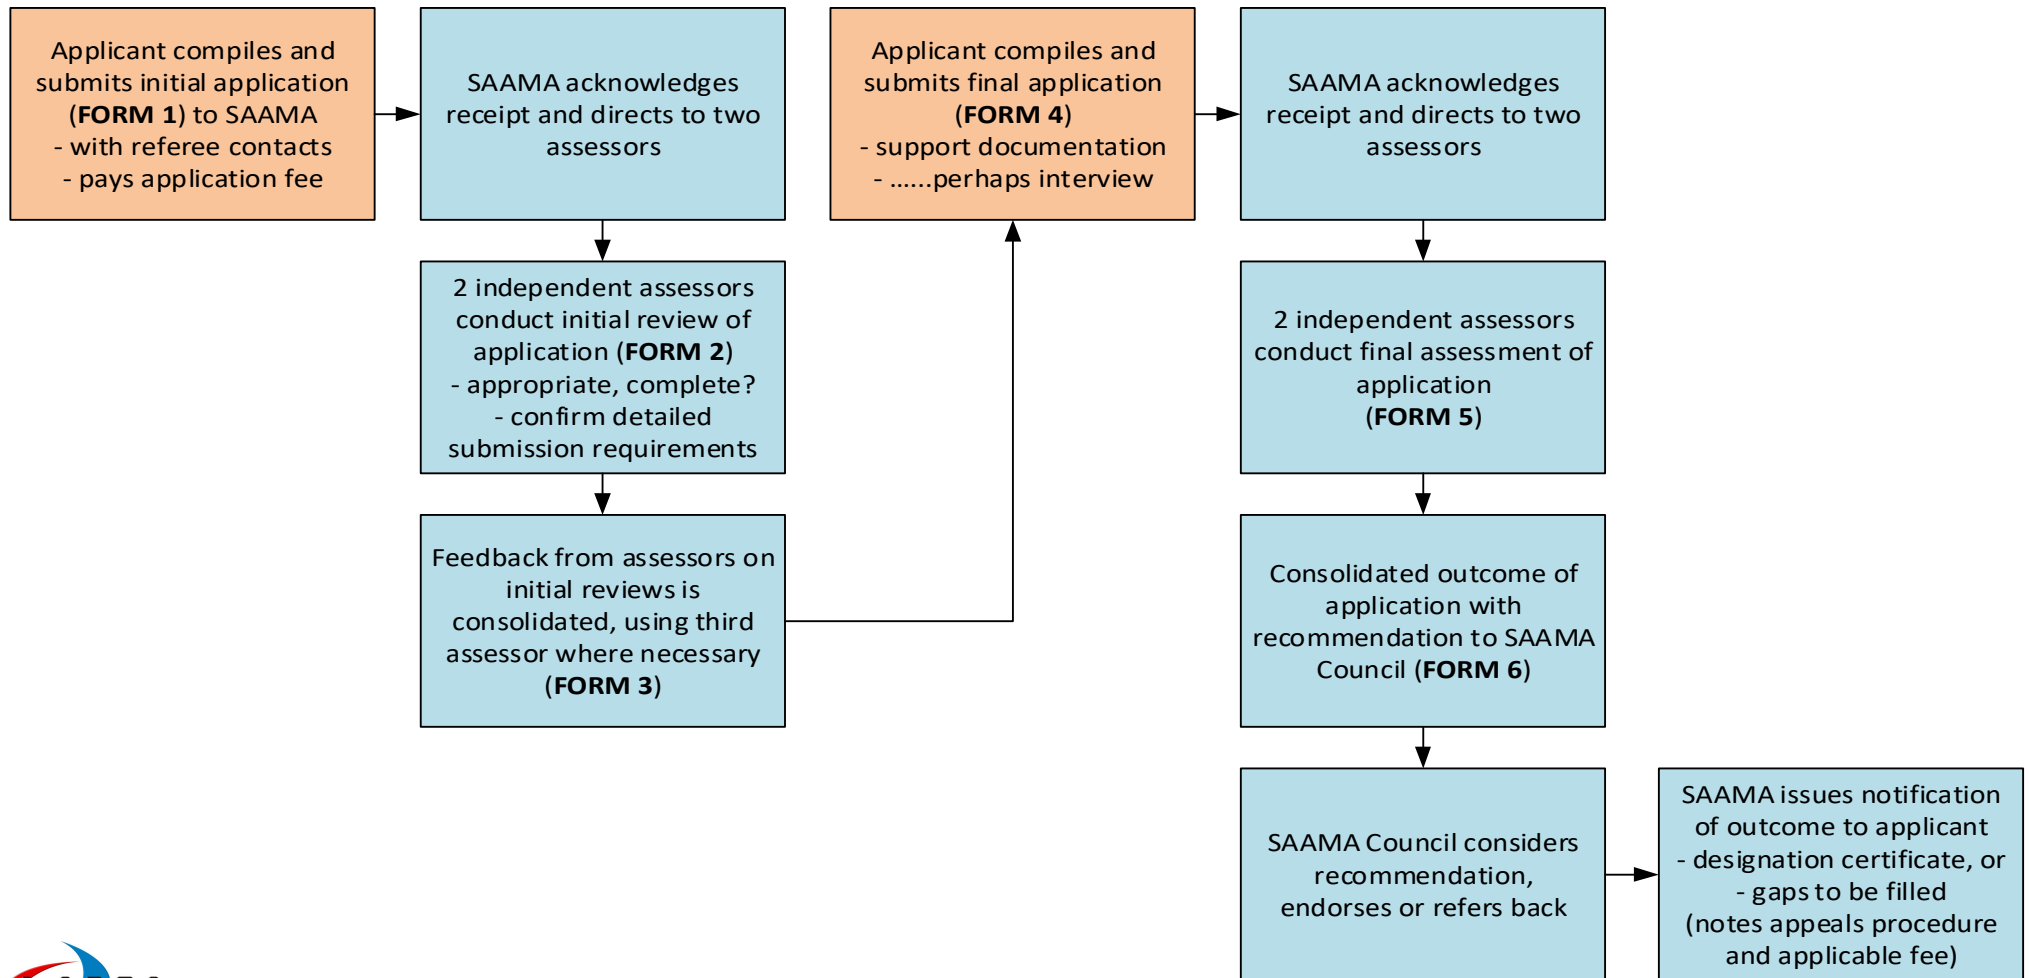 Applicant compiles and
submits initial application
(FORM 1) to SAAMA
- with referee contacts
- pays application fee
SAAMA acknowledges
receipt and directs to two
assessors
2 independent assessors
conduct initial review of
application (FORM 2)
- appropriate, complete?
- confirm detailed
submission requirements
Feedback from assessors on
initial reviews is
consolidated, using third
assessor where necessary
(FORM 3)
Applicant compiles and
submits final application
(FORM 4)
- support documentation
- ......perhaps interview
SAAMA acknowledges
receipt and directs to two
assessors
2 independent assessors
conduct final assessment of
application
(FORM 5)
Consolidated outcome of
application with
recommendation to SAAMA
Council (FORM 6)
SAAMA Council considers
recommendation,
endorses or refers back
SAAMA issues notification
of outcome to applicant
- designation certificate, or
- gaps to be filled
(notes appeals procedure
and applicable fee)